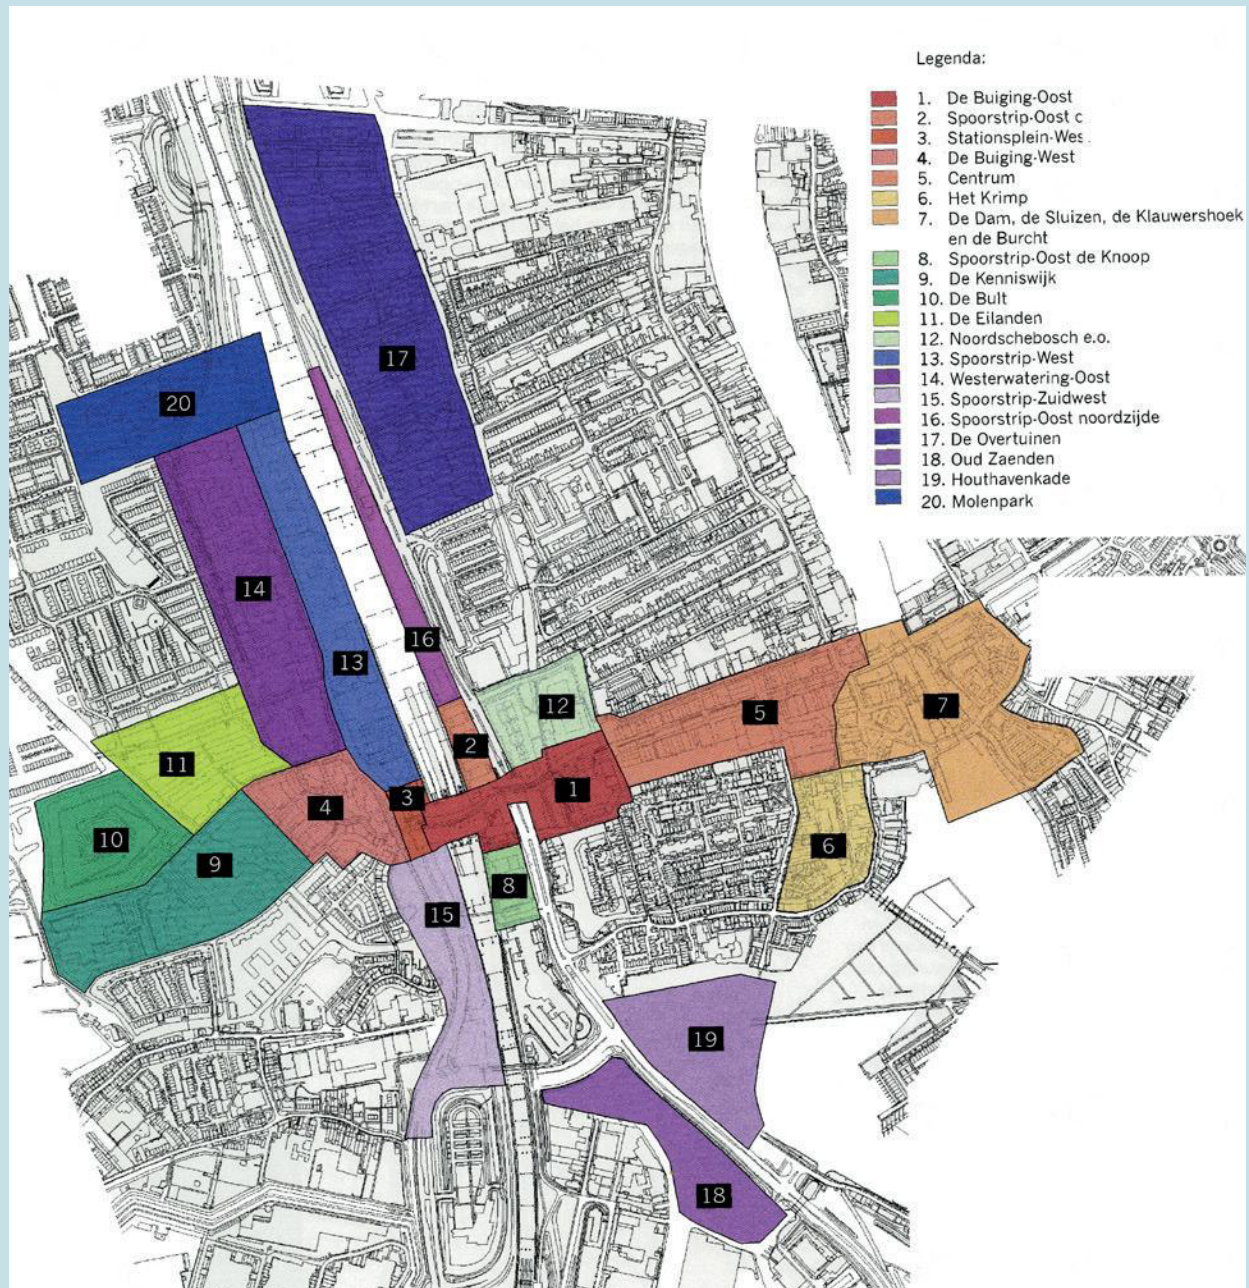 Legenda:
1. De Buiging-Oost
2. Spoorstrip-Oost c
3. Stationsplein-Wes
4. De Buiging-West
5. Centrum
6. Het Krimp
7. De Dam, de Sluizen, de Klauwershoek
en de Burcht
8. Spoorstrip-Oost de Knoop
9. De Kenniswijk
10. De Bult
11. De Eilanden
12. Noordschebosch e.o.
13. Spoorstrip-West
14. Westerwatering-Oost
15. Spoorstrip-Zuidwest
16. Spoorstrip-Oost noordzijde
17. De Overtuinen
18. Oud Zaenden
19. Houthavenkade
20. Molenpark
17
20
14
16
13
12
7
5
2
11
1
3
4
10
6
9
8
15
19
18